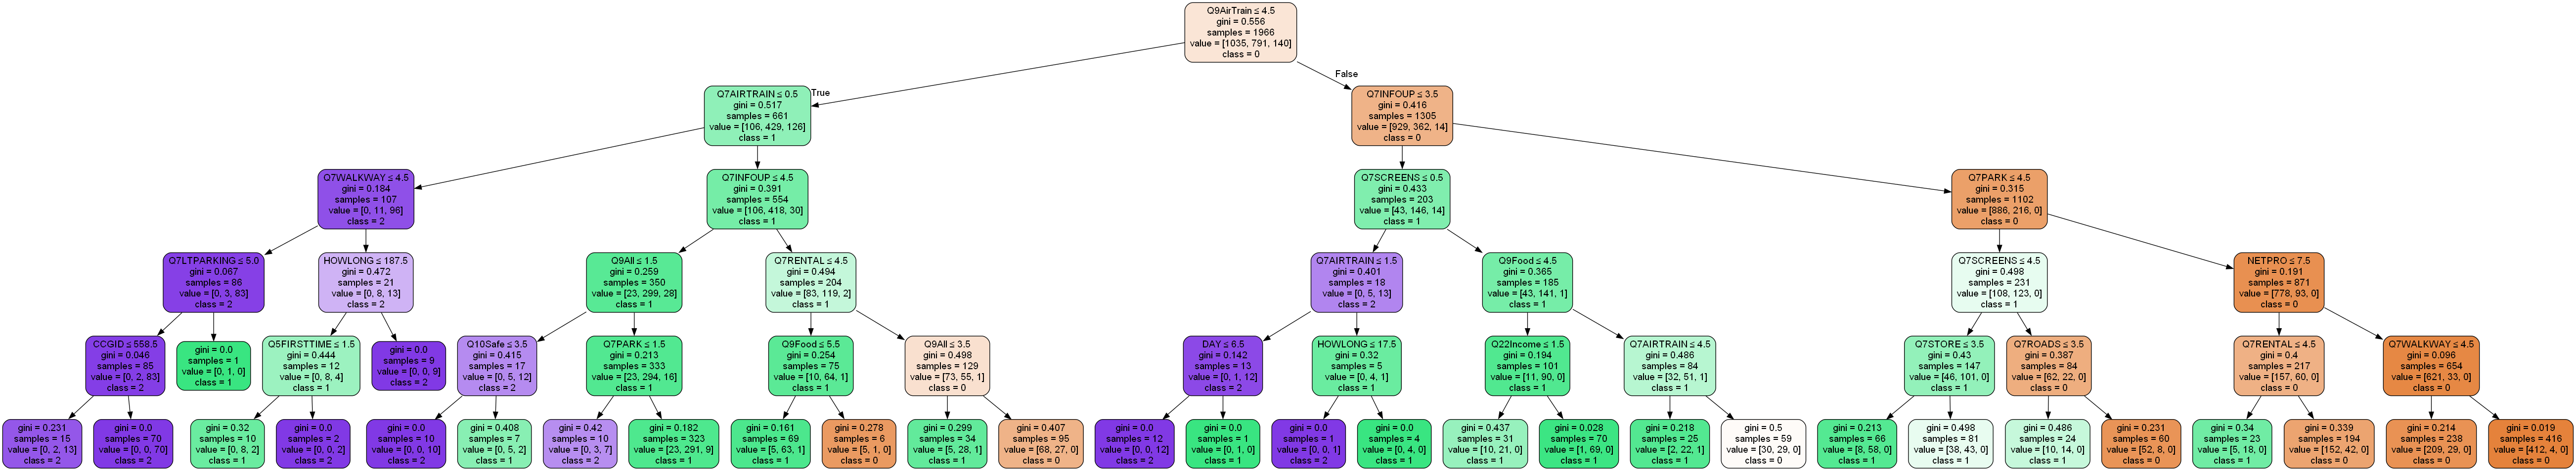 Q9AirTrain ≤ 4.5
gini = 0.556
samples = 1966
value = [1035, 791, 140]
class = 0
True
False
Q7AIRTRAIN ≤ 0.5
gini = 0.517
samples = 661
value = [106, 429, 126]
class = 1
Q7INFOUP ≤ 3.5
gini = 0.416
samples = 1305
value = [929, 362, 14]
class = 0
Q7WALKWAY ≤ 4.5
gini = 0.184
samples = 107
value = [0, 11, 96]
class = 2
Q7INFOUP ≤ 4.5
gini = 0.391
samples = 554
value = [106, 418, 30]
class = 1
Q7SCREENS ≤ 0.5
gini = 0.433
samples = 203
value = [43, 146, 14]
class = 1
Q7PARK ≤ 4.5
gini = 0.315
samples = 1102
value = [886, 216, 0]
class = 0
Q7LTPARKING ≤ 5.0
gini = 0.067
samples = 86
value = [0, 3, 83]
class = 2
HOWLONG ≤ 187.5
gini = 0.472
samples = 21
value = [0, 8, 13]
class = 2
Q9All ≤ 1.5
gini = 0.259
samples = 350
value = [23, 299, 28]
class = 1
Q7RENTAL ≤ 4.5
gini = 0.494
samples = 204
value = [83, 119, 2]
class = 1
Q7AIRTRAIN ≤ 1.5
gini = 0.401
samples = 18
value = [0, 5, 13]
class = 2
Q9Food ≤ 4.5
gini = 0.365
samples = 185
value = [43, 141, 1]
class = 1
Q7SCREENS ≤ 4.5
gini = 0.498
samples = 231
value = [108, 123, 0]
class = 1
NETPRO ≤ 7.5
gini = 0.191
samples = 871
value = [778, 93, 0]
class = 0
CCGID ≤ 558.5
gini = 0.046
samples = 85
value = [0, 2, 83]
class = 2
gini = 0.0
samples = 1
value = [0, 1, 0]
class = 1
Q5FIRSTTIME ≤ 1.5
gini = 0.444
samples = 12
value = [0, 8, 4]
class = 1
gini = 0.0
samples = 9
value = [0, 0, 9]
class = 2
Q10Safe ≤ 3.5
gini = 0.415
samples = 17
value = [0, 5, 12]
class = 2
Q7PARK ≤ 1.5
gini = 0.213
samples = 333
value = [23, 294, 16]
class = 1
Q9Food ≤ 5.5
gini = 0.254
samples = 75
value = [10, 64, 1]
class = 1
Q9All ≤ 3.5
gini = 0.498
samples = 129
value = [73, 55, 1]
class = 0
DAY ≤ 6.5
gini = 0.142
samples = 13
value = [0, 1, 12]
class = 2
HOWLONG ≤ 17.5
gini = 0.32
samples = 5
value = [0, 4, 1]
class = 1
Q22Income ≤ 1.5
gini = 0.194
samples = 101
value = [11, 90, 0]
class = 1
Q7AIRTRAIN ≤ 4.5
gini = 0.486
samples = 84
value = [32, 51, 1]
class = 1
Q7STORE ≤ 3.5
gini = 0.43
samples = 147
value = [46, 101, 0]
class = 1
Q7ROADS ≤ 3.5
gini = 0.387
samples = 84
value = [62, 22, 0]
class = 0
Q7RENTAL ≤ 4.5
gini = 0.4
samples = 217
value = [157, 60, 0]
class = 0
Q7WALKWAY ≤ 4.5
gini = 0.096
samples = 654
value = [621, 33, 0]
class = 0
gini = 0.231
samples = 15
value = [0, 2, 13]
class = 2
gini = 0.0
samples = 70
value = [0, 0, 70]
class = 2
gini = 0.32
samples = 10
value = [0, 8, 2]
class = 1
gini = 0.0
samples = 2
value = [0, 0, 2]
class = 2
gini = 0.0
samples = 10
value = [0, 0, 10]
class = 2
gini = 0.408
samples = 7
value = [0, 5, 2]
class = 1
gini = 0.42
samples = 10
value = [0, 3, 7]
class = 2
gini = 0.182
samples = 323
value = [23, 291, 9]
class = 1
gini = 0.161
samples = 69
value = [5, 63, 1]
class = 1
gini = 0.278
samples = 6
value = [5, 1, 0]
class = 0
gini = 0.299
samples = 34
value = [5, 28, 1]
class = 1
gini = 0.407
samples = 95
value = [68, 27, 0]
class = 0
gini = 0.0
samples = 12
value = [0, 0, 12]
class = 2
gini = 0.0
samples = 1
value = [0, 1, 0]
class = 1
gini = 0.0
samples = 1
value = [0, 0, 1]
class = 2
gini = 0.0
samples = 4
value = [0, 4, 0]
class = 1
gini = 0.437
samples = 31
value = [10, 21, 0]
class = 1
gini = 0.028
samples = 70
value = [1, 69, 0]
class = 1
gini = 0.218
samples = 25
value = [2, 22, 1]
class = 1
gini = 0.5
samples = 59
value = [30, 29, 0]
class = 0
gini = 0.213
samples = 66
value = [8, 58, 0]
class = 1
gini = 0.498
samples = 81
value = [38, 43, 0]
class = 1
gini = 0.486
samples = 24
value = [10, 14, 0]
class = 1
gini = 0.231
samples = 60
value = [52, 8, 0]
class = 0
gini = 0.34
samples = 23
value = [5, 18, 0]
class = 1
gini = 0.339
samples = 194
value = [152, 42, 0]
class = 0
gini = 0.214
samples = 238
value = [209, 29, 0]
class = 0
gini = 0.019
samples = 416
value = [412, 4, 0]
class = 0